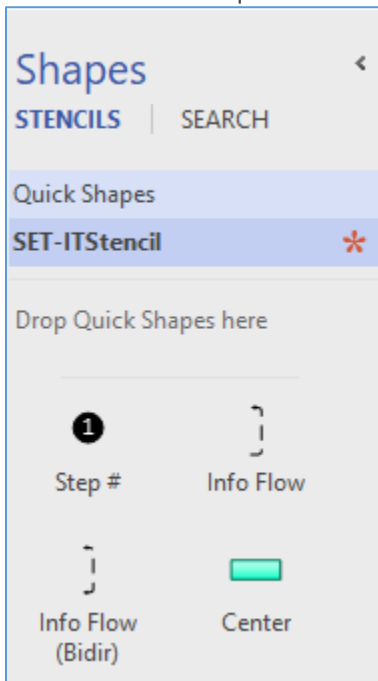 Shapes
STENCILS | SEARCH
Quick Shapes
SET-ITStencil
Drop Quick Shapes here
1
Step #
Info Flow
Info Flow
(Bidir)
Center